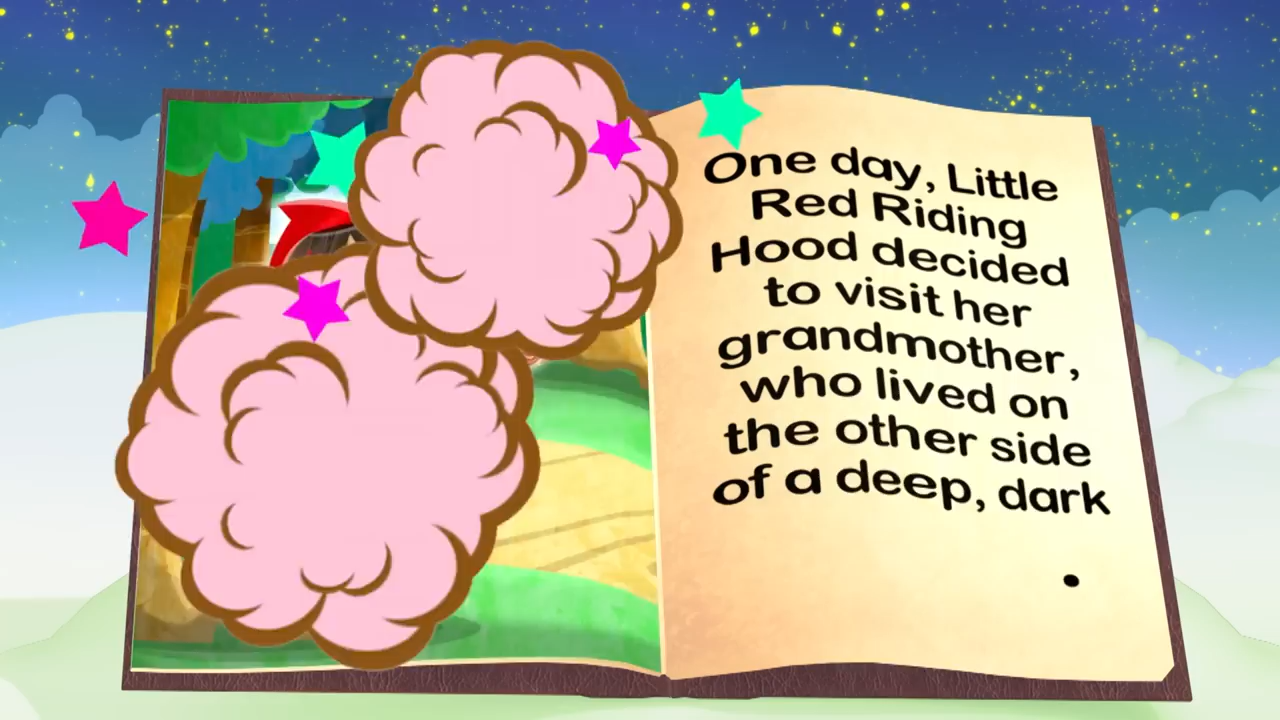 One day, Little
Red Riding
Hood decided
to visit her
grandmother,
who lived on
the other side
of a deep, dark
.